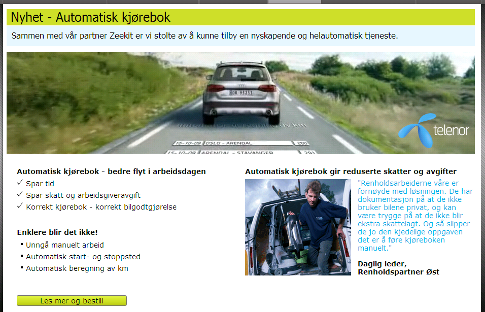 Nyhet - Automatisk kjørebok
Sammen med vår partner Zeekit er vi stolte av å kunne tilby en nyskapende og helautomatisk tjeneste.
telenor
Automatisk kjørebok - bedre flyt i arbeidsdagen
Spar tid
Spar skatt og arbeidsgiveravgift
Korrekt kjørebok - korrekt bilgodtgjørelse
Enklere blir det ikke!
Unngå manuelt arbeid
Automatisk start- og stoppsted
Automatisk beregning av km
Les mer og bestill
Automatisk kjørebok gir reduserte skatter og avgifter
"Renholdsarbeiderne våre er
fornøyde med løsningen. De har
dokumentasjon på at de ikke
bruker bilene privat, og kan
være trygge på at de ikke blir
ekstra skattelagt. Og så slipper
de jo den kjedelige oppgaven
det er å føre kjøreboken
manuelt."
Daglig leder,
Renholdspartner Øst